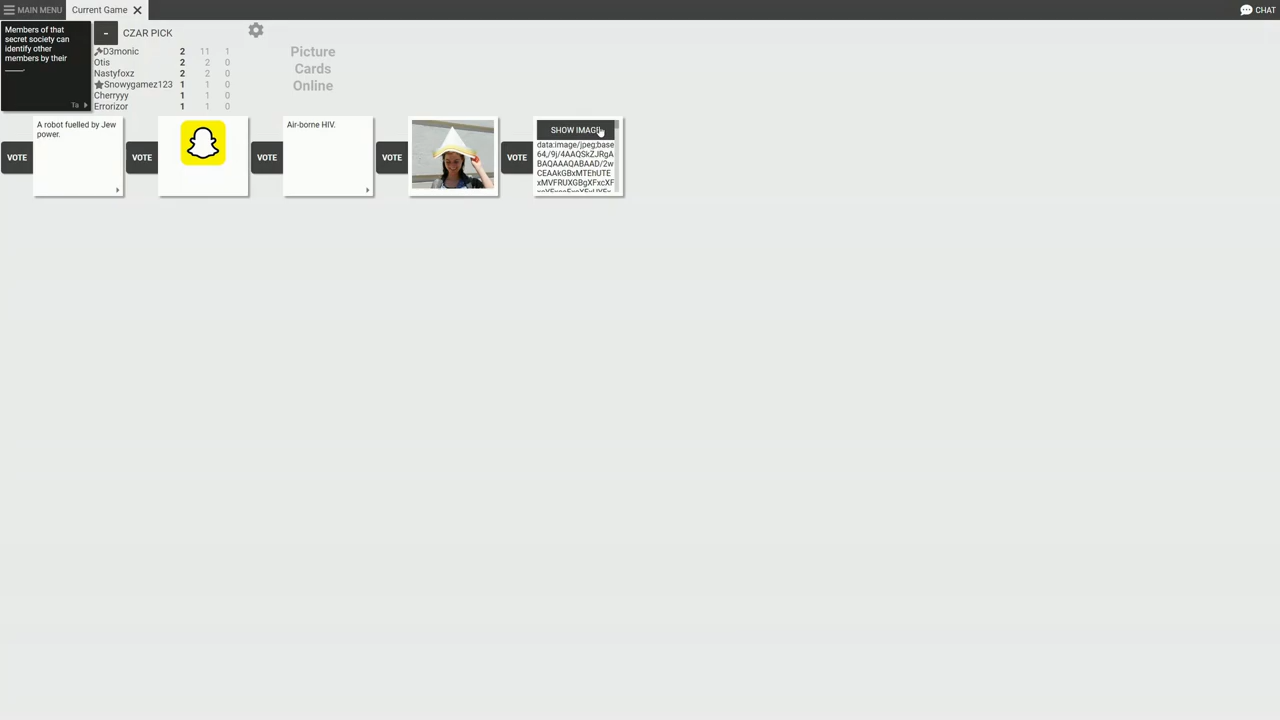 MAIN MENU
Current Game
CHAT
Members of that
secret society can
identify other
members by their
____.
Ta
-
CZAR PICK
D3monic 2 11 1
Otis 2 2 0
Nastyfoxz 2 2 0
Snowygamez123 1 1 0
Cherryyy 1 1 0
Errorizor 1 1 0
Picture
Cards
Online
VOTE
A robot fuelled by Jew
power.
VOTE
VOTE
Air-borne HIV.
VOTE
VOTE
SHOW IMAGE
data:image/jpeg;base
64,/9j/4AAQSkZJRgA
BAQAAAQABAAD/2w
CEAAkGBxMTEhUTE
xMVFRUXGBgXFxcXF